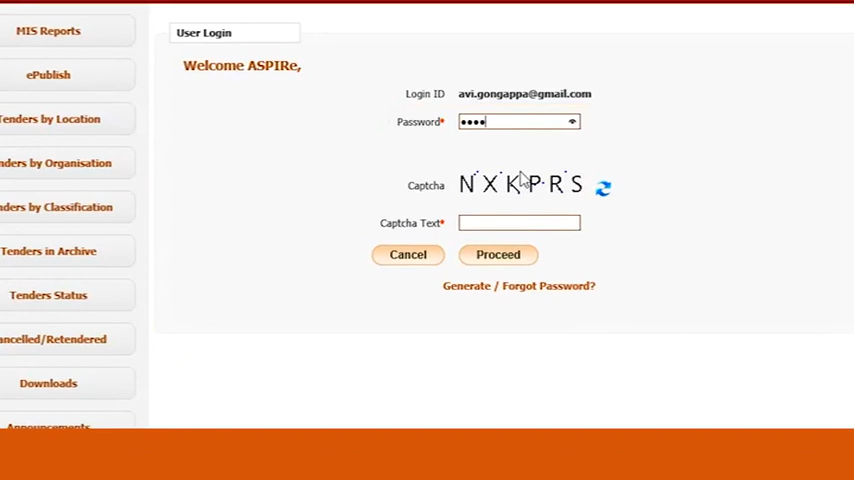 MIS Reports
ePublish
Tenders by Location
nders by Organisation
nders by Classification
Tenders in Archive
Tenders Status
ancelled/Retendered
Downloads
Announcements
User Login
Welcome ASPIRe,
Login ID avi.gongappa@gmail.com
Password*
Captcha NXKPRS
Captcha Text*
Cancel Proceed
Generate / Forgot Password?